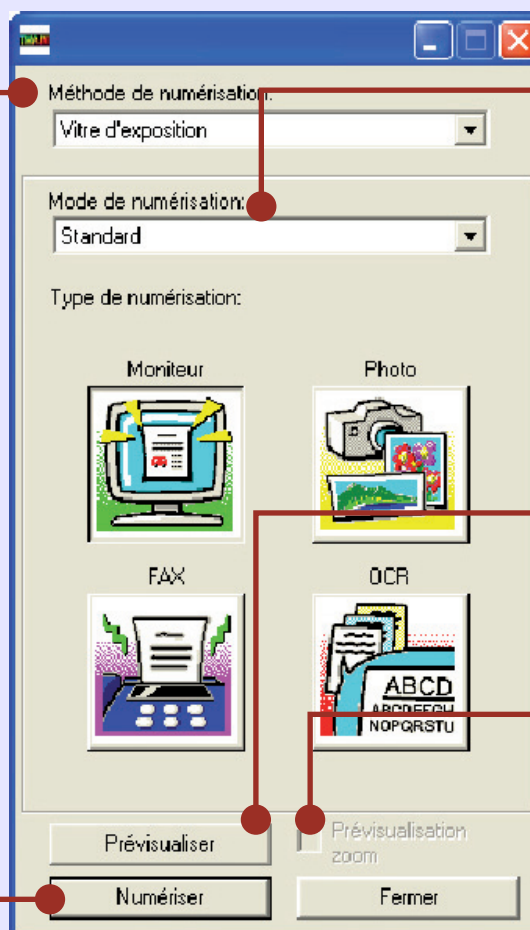 TWAIN
Méthode de numérisation:
Vitre d'exposition
Mode de numérisation:
Standard
Type de numérisation:
Moniteur
Photo
FAX
OCR
ABCD
ABCDEFGH
NOPQRSTU
Prévisualiser
Prévisualisation
zoom
Numériser
Fermer